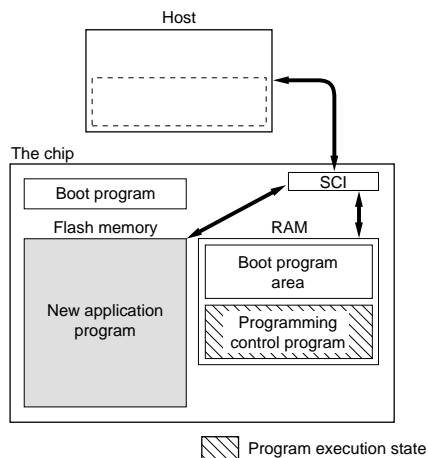 Host
The chip
SCI
Boot program
Flash memory
RAM
Boot program
area
New application
program
Programming
control program
Program execution state